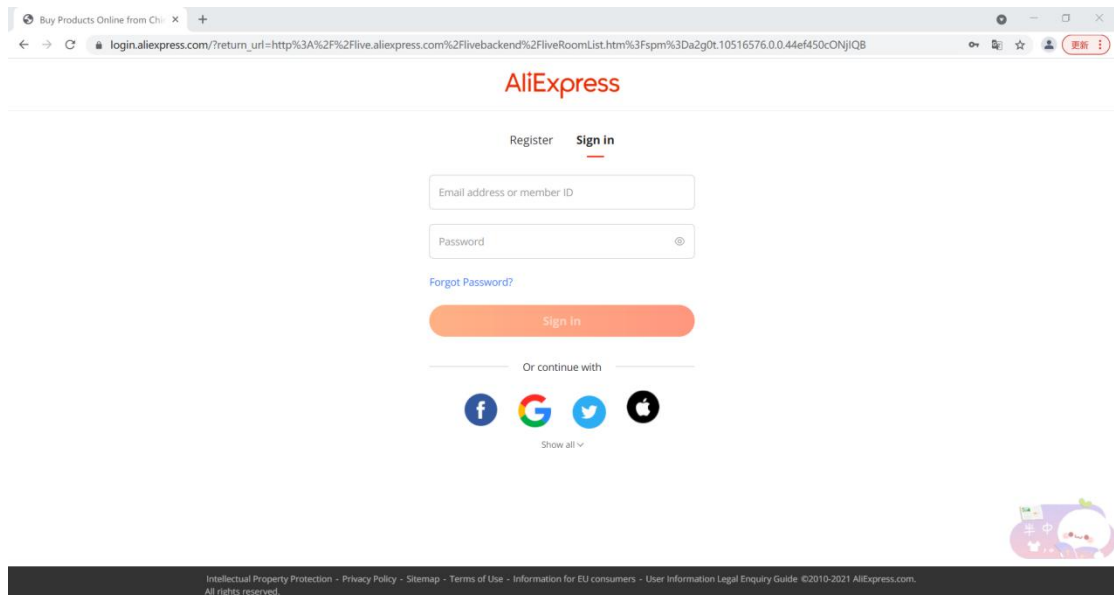 Buy Products Online from Chi
login.aliexpress.com/?return_url=http%3A%2F%2Flive.aliexpress.com%2Flivebackend%2FliveRoomList.htm%3Fspm%3Da2g0t.10516576.0.0.44ef450cONjIQB
更新
AliExpress
Register Sign in
Email address or member ID
Password
Forgot Password?
Sign in
Or continue with
Show all
半 中
Intellectual Property Protection - Privacy Policy - Sitemap - Terms of Use - Information for EU consumers - User Information Legal Enquiry Guide ©2010-2021 AliExpress.com.
All rights reserved.